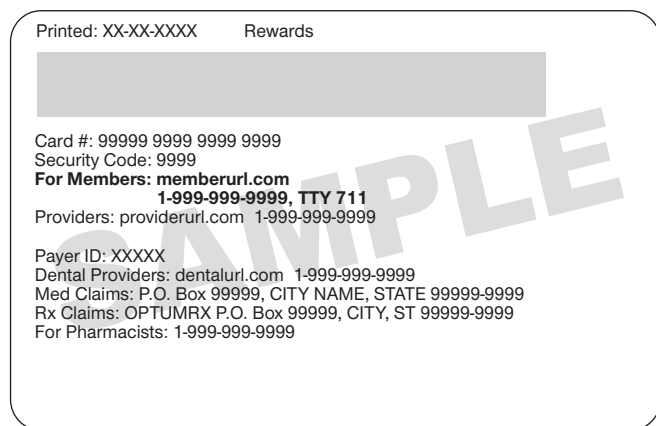 Printed: XX-XX-XXXX Rewards
Card #: 99999 9999 9999 9999
Security Code: 9999
For Members: memberurl.com
1-999-999-9999, TTY 711
Providers: providerurl.com 1-999-999-9999
Payer ID: XXXXX
Dental Providers: dentalurl.com 1-999-999-9999
Med Claims: P.O. Box 99999, CITY NAME, STATE 99999-9999
Rx Claims: OPTUMRX P.O. Box 99999, CITY, ST 99999-9999
For Pharmacists: 1-999-999-9999
SAMPLE